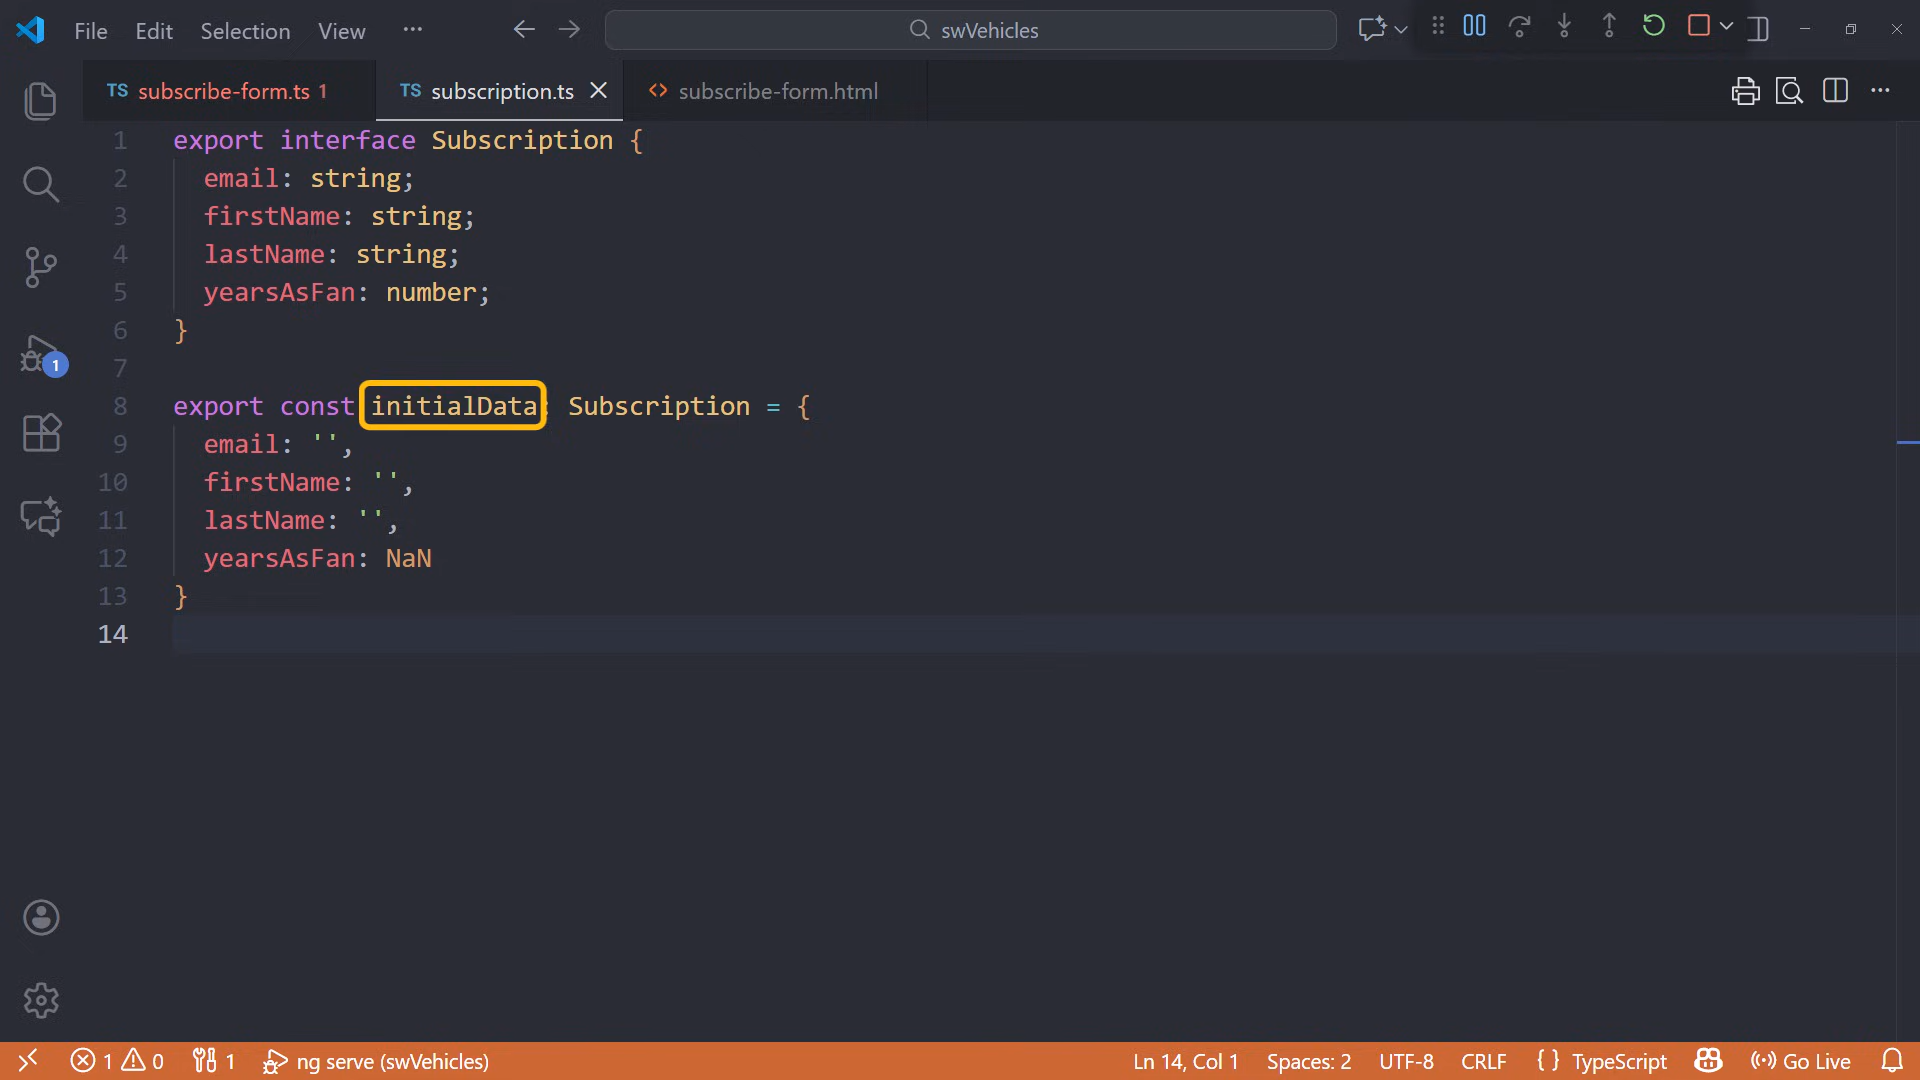 File Edit Selection View ··· swVehicles
TS subscribe-form.ts 1 TS subscription.ts subscribe-form.html
1 export interface Subscription {
2 email: string;
3 firstName: string;
4 lastName: string;
5 yearsAsFan: number;
6 }
7
8 export const initialData: Subscription = {
9 email: '',
10 firstName: '',
11 lastName: '',
12 yearsAsFan: NaN
13 }
14
1
1 0 1 ng serve (swVehicles) Ln 14, Col 1 Spaces: 2 UTF-8 CRLF { } TypeScript Go Live